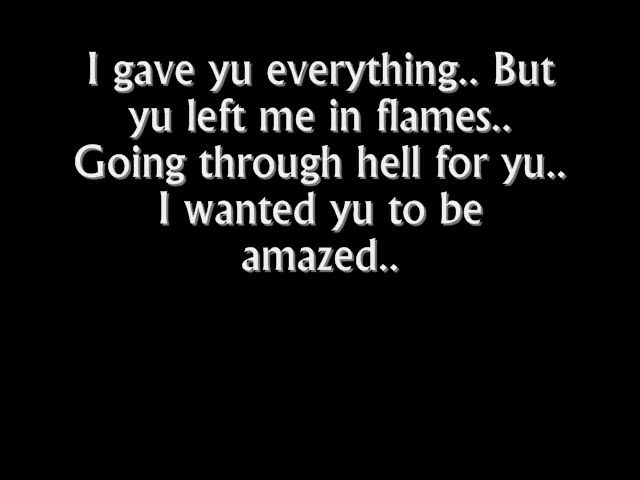 I gave yu everything.. But
yu left me in flames..
Going through hell for yu..
I wanted yu to be
amazed..